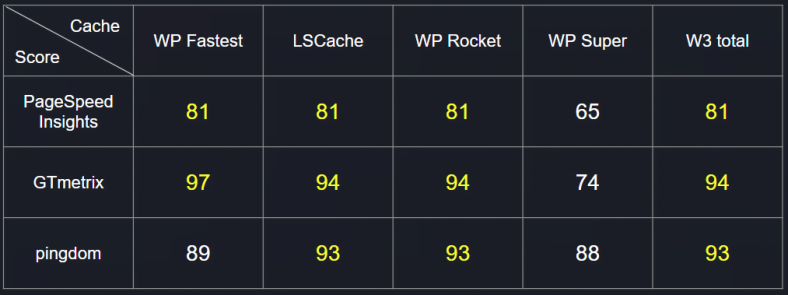 Cache
Score
WP Fastest LSCache WP Rocket WP Super W3 total
PageSpeed
Insights
81 81 81 65 81
GTmetrix 97 94 94 74 94
pingdom 89 93 93 88 93